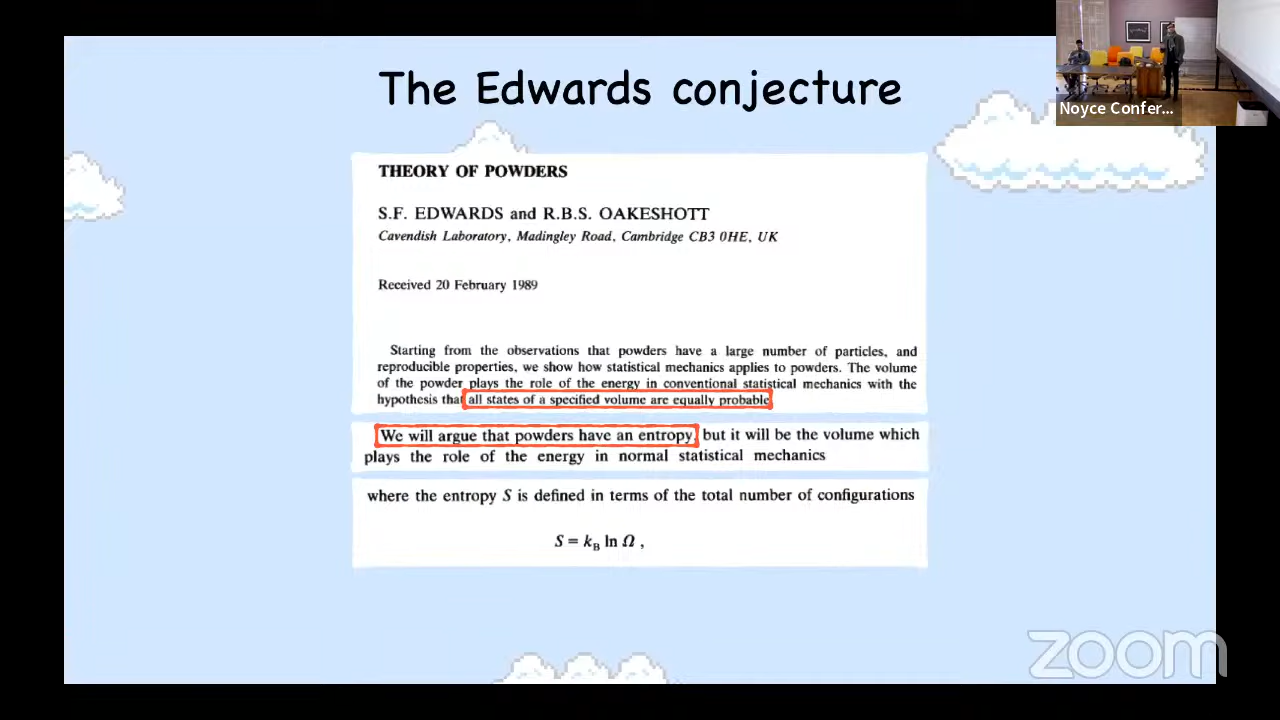 The Edwards conjecture
Noyce Confer...
THEORY OF POWDERS
S.F. EDWARDS and R.B.S. OAKESHOTT
Cavendish Laboratory, Madingley Road, Cambridge CB3 0HE, UK
Received 20 February 1989
Starting from the observations that powders have a large number of particles, and
reproducible properties, we show how statistical mechanics applies to powders. The volume
of the powder plays the role of the energy in conventional statistical mechanics with the
hypothesis that all states of a specified volume are equally probable
We will argue that powders have an entropy, but it will be the volume which
plays the role of the energy in normal statistical mechanics
where the entropy S is defined in terms of the total number of configurations
S = k_B ln Ω ,
zoom